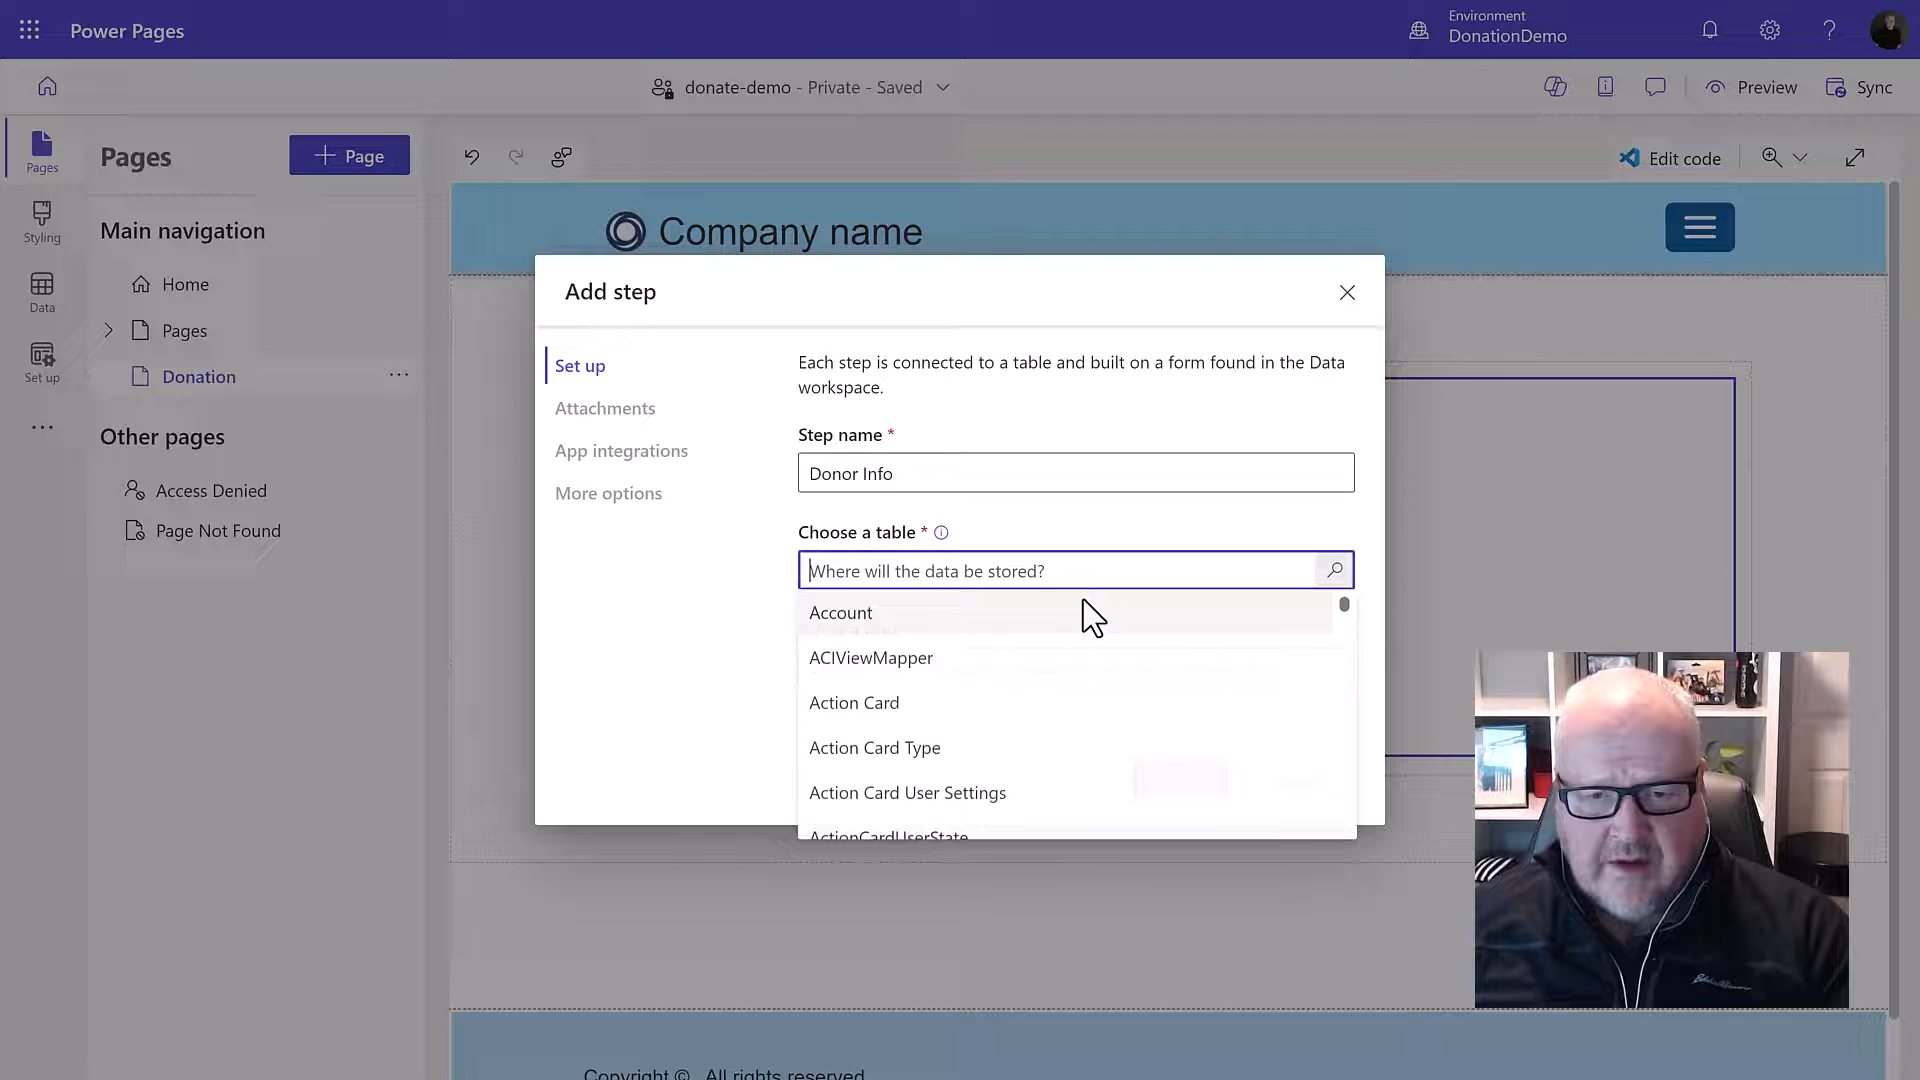 Power Pages
Environment
DonationDemo
donate-demo - Private - Saved
Preview
Sync
Pages
Styling
Data
Set up
Pages
Page
Main navigation
Home
Pages
Donation
Other pages
Access Denied
Page Not Found
Edit code
Company name
Add step
Set up
Attachments
App integrations
More options
Each step is connected to a table and built on a form found in the Data
workspace.
Step name *
Donor Info
Choose a table *
Where will the data be stored?
Account
ACIViewMapper
Action Card
Action Card Type
Action Card User Settings
ActionCardUserState
Copyright © All rights reserved